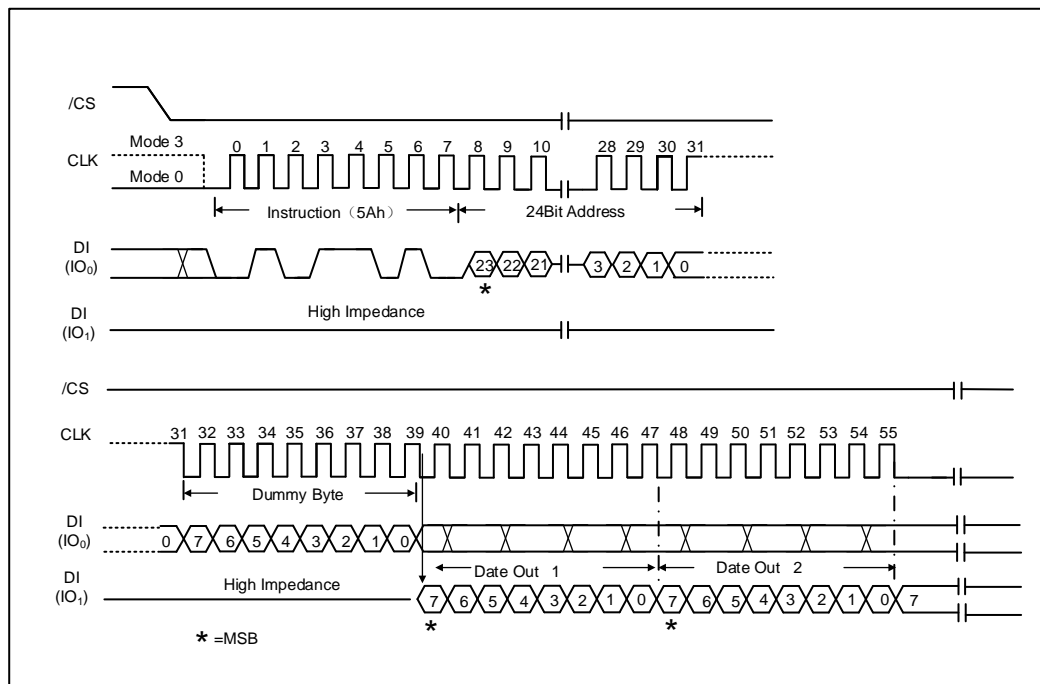 /CS
Mode 3
0 1 2 3 4 5 6 7 8 9 10 28 29 30 31
CLK
Mode 0
Instruction（5Ah） 24Bit Address
DI
(IO0)
23 22 21 3 2 1 0
*
High Impedance
DI
(IO1)
/CS
CLK
31 32 33 34 35 36 37 38 39 40 41 42 43 44 45 46 47 48 49 50 51 52 53 54 55
Dummy Byte
DI
(IO0)
0 7 6 5 4 3 2 1 0
Date Out 1 Date Out 2
DI
(IO1)
High Impedance
7 6 5 4 3 2 1 0 7 6 5 4 3 2 1 0 7
* *
* =MSB